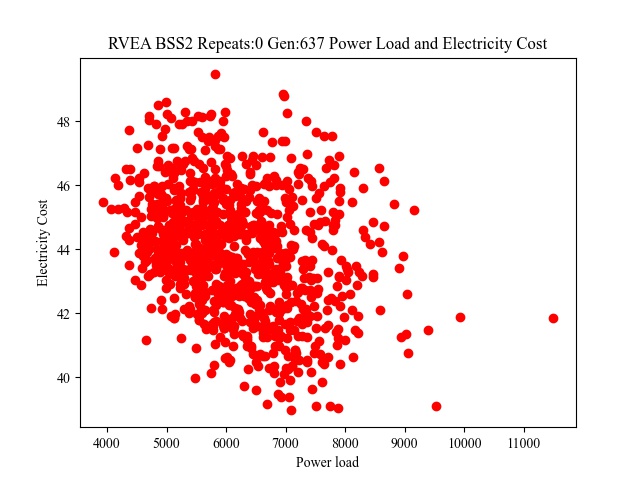 RVEA BSS2 Repeats:0 Gen:637 Power Load and Electricity Cost
Electricity Cost
48
46
44
42
40
4000 5000 6000 7000 8000 9000 10000 11000
Power load